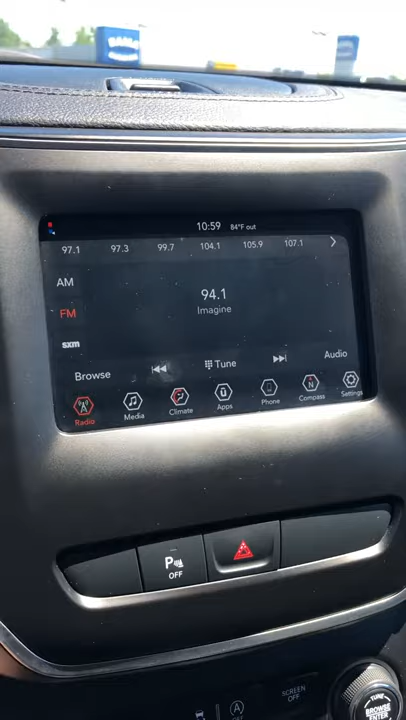 10:59 84°F out
97.1 97.3 99.7 104.1 105.9 107.1
AM
94.1
FM
Imagine
sxm
Browse Tune Audio
Radio Media Climate Apps Phone Compass Settings
N
P
OFF
SCREEN
OFF
A
TUNE
BROWSE
ENTER